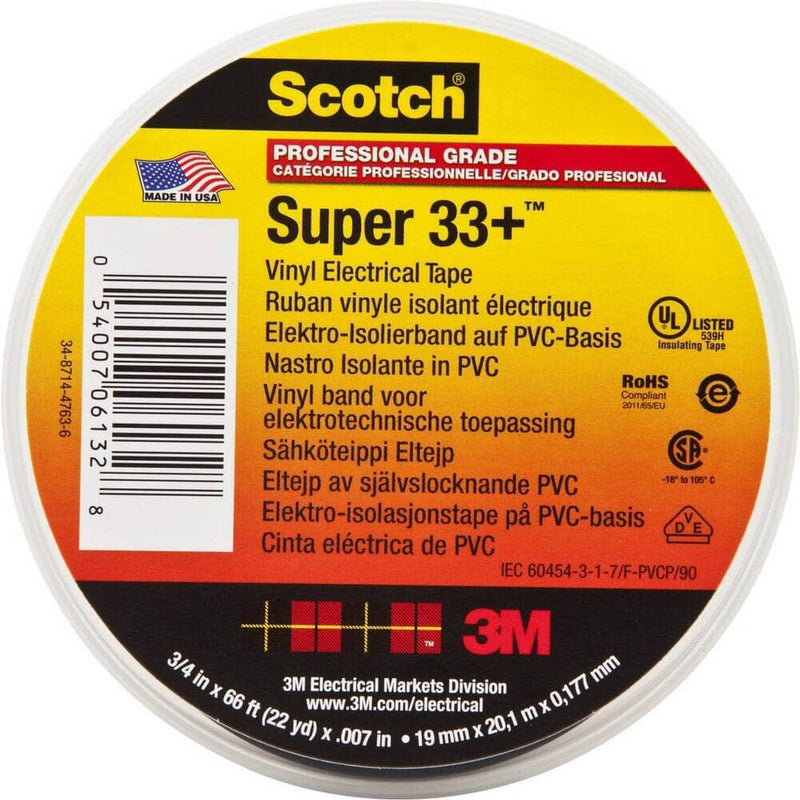 Scotch®
PROFESSIONAL GRADE
CATÉGORIE PROFESSIONNELLE/GRADO PROFESIONAL
MADE IN USA
Super 33+™
Vinyl Electrical Tape
Ruban vinyle isolant électrique
Elektro-Isolierband auf PVC-Basis
Nastro Isolante in PVC
Vinyl band voor
elektrotechnische toepassing
Sähköteippi Eltejp
Eltejp av självslocknande PVC
Elektro-isolasjonstape på PVC-basis
Cinta eléctrica de PVC
0 54007 06132 8
34-8714-4763-6
UL LISTED
539H
Insulating Tape
RoHS
Compliant
2011/65/EU
e
SA
-18° to 105° C
DVE
IEC 60454-3-1-7/F-PVCP/90
™
3M
3M Electrical Markets Division
www.3M.com/electrical
3/4 in x 66 ft (22 yd) x .007 in • 19 mm x 20,1 m x 0,177 mm